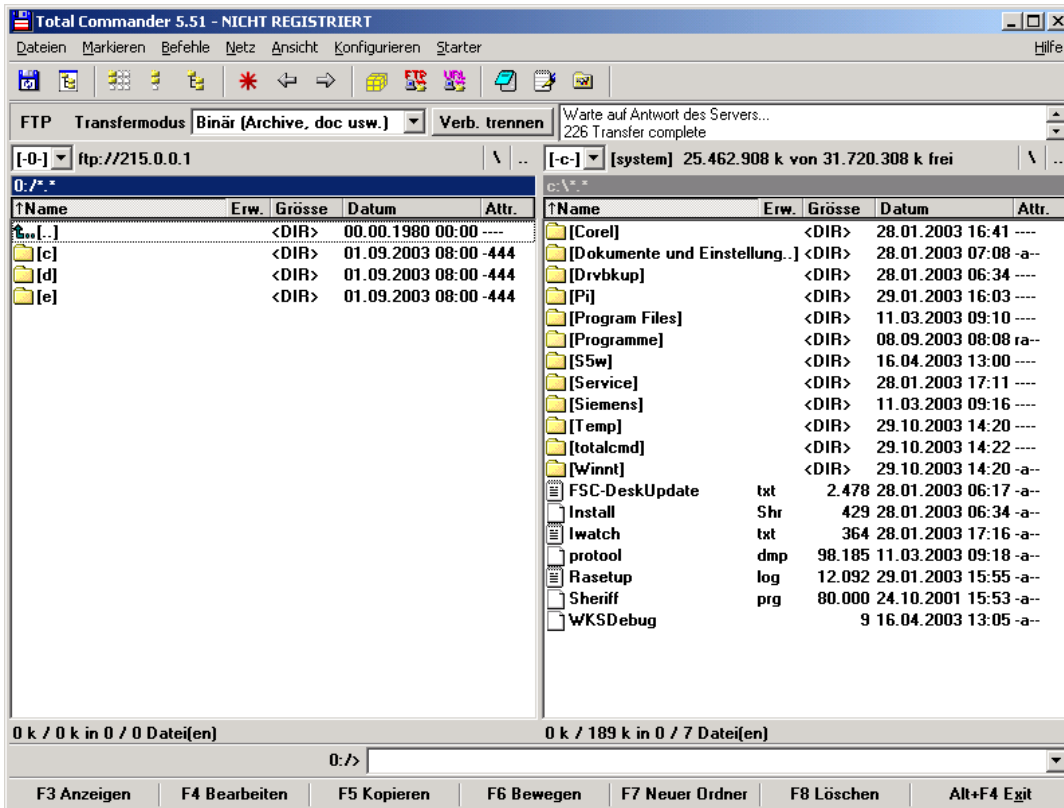 Total Commander 5.51 - NICHT REGISTRIERT
Dateien Markieren Befehle Netz Ansicht Konfigurieren Starter Hilfe
FTP Transfermodus Binär (Archive, doc usw.) Verb. trennen
Warte auf Antwort des Servers...
226 Transfer complete
[-0-] ftp://215.0.0.1 \ ..
0:/*.*
↑Name Erw. Grösse Datum Attr.
[..] <DIR> 00.00.1980 00:00 ----
[c] <DIR> 01.09.2003 08:00 -444
[d] <DIR> 01.09.2003 08:00 -444
[e] <DIR> 01.09.2003 08:00 -444
0 k / 0 k in 0 / 0 Datei(en)
[-c-] [system] 25.462.908 k von 31.720.308 k frei \ ..
c:\*.*
↑Name Erw. Grösse Datum Attr.
[Corel] <DIR> 28.01.2003 16:41 ----
[Dokumente und Einstellung..] <DIR> 28.01.2003 07:08 -a--
[Drvbkup] <DIR> 28.01.2003 06:34 ----
[Pi] <DIR> 29.01.2003 16:03 ----
[Program Files] <DIR> 11.03.2003 09:10 ----
[Programme] <DIR> 08.09.2003 08:08 ra--
[S5w] <DIR> 16.04.2003 13:00 ----
[Service] <DIR> 28.01.2003 17:11 ----
[Siemens] <DIR> 11.03.2003 09:16 ----
[Temp] <DIR> 29.10.2003 14:20 ----
[totalcmd] <DIR> 29.10.2003 14:22 ----
[Winnt] <DIR> 29.10.2003 14:20 -a--
FSC-DeskUpdate txt 2.478 28.01.2003 06:17 -a--
Install Shr 429 28.01.2003 06:34 -a--
Iwatch txt 364 28.01.2003 17:16 -a--
protool dmp 98.185 11.03.2003 09:18 -a--
Rasetup log 12.092 29.01.2003 15:55 -a--
Sheriff prg 80.000 24.10.2001 15:53 -a--
WKSDebug 9 16.04.2003 13:05 -a--
0 k / 189 k in 0 / 7 Datei(en)
0:/>
F3 Anzeigen F4 Bearbeiten F5 Kopieren F6 Bewegen F7 Neuer Ordner F8 Löschen Alt+F4 Exit